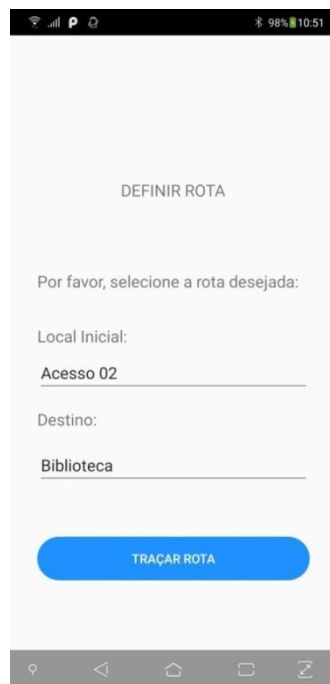 P 98% 10:51
DEFINIR ROTA
Por favor, selecione a rota desejada:
Local Inicial:
Acesso 02
Destino:
Biblioteca
TRAÇAR ROTA